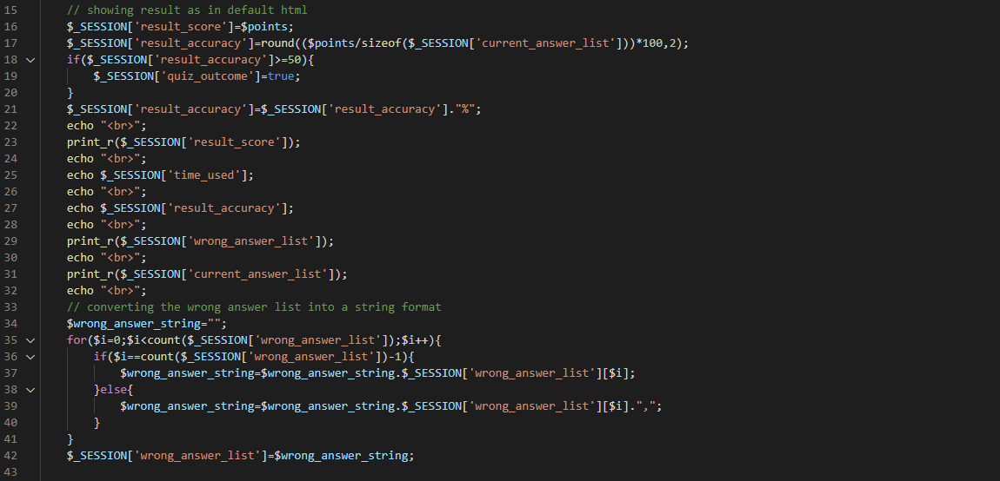 15 // showing result as in default html
16 $_SESSION['result_score']=$points;
17 $_SESSION['result_accuracy']=round(($points/sizeof($_SESSION['current_answer_list']))*100,2);
18 if($_SESSION['result_accuracy']>=50){
19 $_SESSION['quiz_outcome']=true;
20 }
21 $_SESSION['result_accuracy']=$_SESSION['result_accuracy']."%";
22 echo "<br>";
23 print_r($_SESSION['result_score']);
24 echo "<br>";
25 echo $_SESSION['time_used'];
26 echo "<br>";
27 echo $_SESSION['result_accuracy'];
28 echo "<br>";
29 print_r($_SESSION['wrong_answer_list']);
30 echo "<br>";
31 print_r($_SESSION['current_answer_list']);
32 echo "<br>";
33 // converting the wrong answer list into a string format
34 $wrong_answer_string="";
35 for($i=0;$i<count($_SESSION['wrong_answer_list']);$i++){
36 if($i==count($_SESSION['wrong_answer_list'])-1){
37 $wrong_answer_string=$wrong_answer_string.$_SESSION['wrong_answer_list'][$i];
38 }else{
39 $wrong_answer_string=$wrong_answer_string.$_SESSION['wrong_answer_list'][$i].",";
40 }
41 }
42 $_SESSION['wrong_answer_list']=$wrong_answer_string;
43